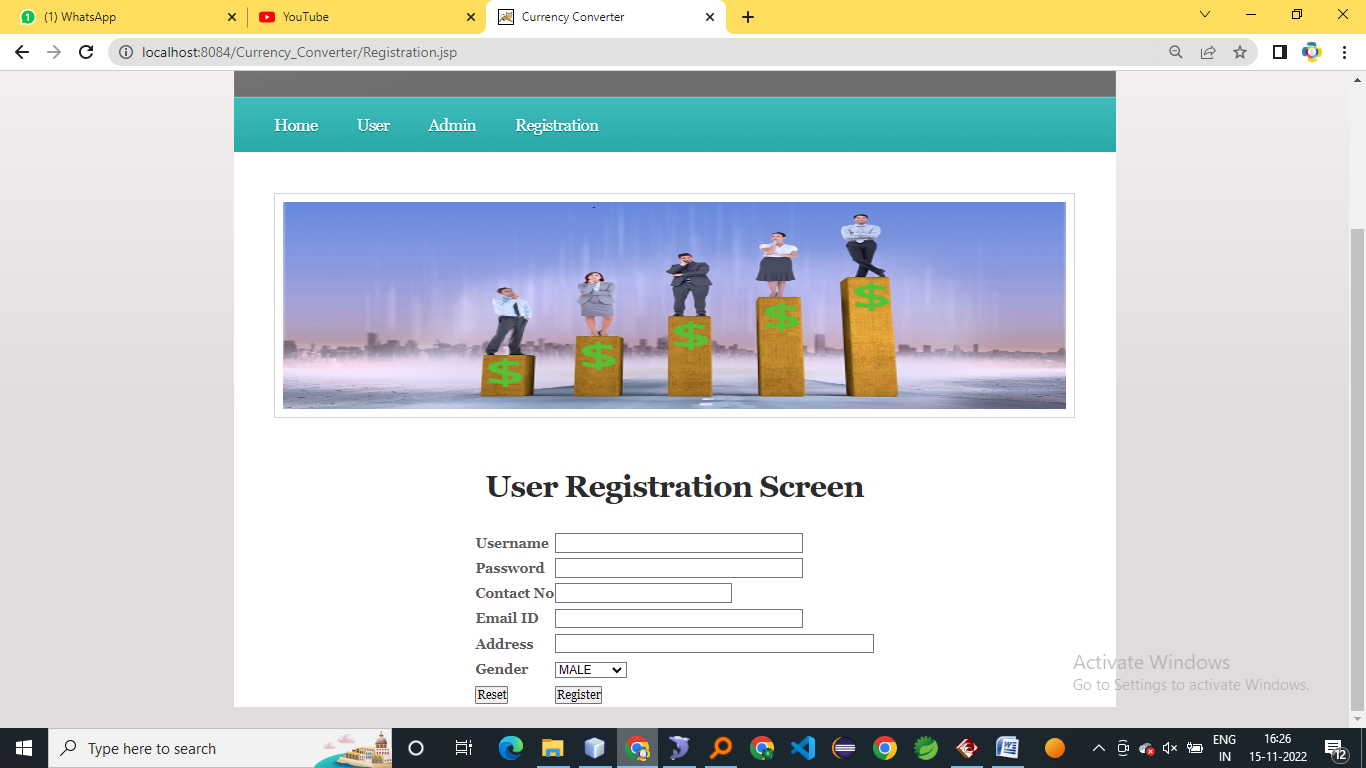 1 (1) WhatsApp YouTube Currency Converter
localhost:8084/Currency_Converter/Registration.jsp
Home User Admin Registration
$ $ $ $ $
User Registration Screen
Username
Password
Contact No
Email ID
Address
Gender MALE
Reset Register
Activate Windows
Go to Settings to activate Windows.
Type here to search
ENG 16:26
IN 15-11-2022 12